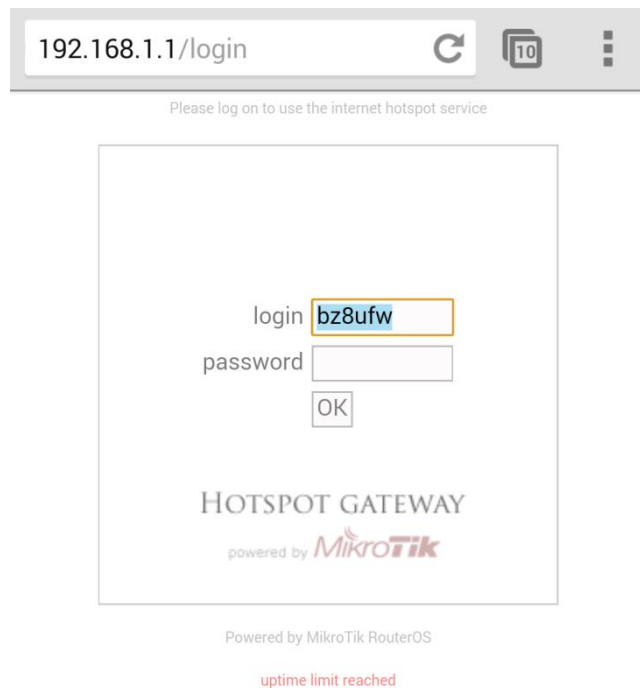 192.168.1.1/login
10
Please log on to use the internet hotspot service
login bz8ufw
password
OK
HOTSPOT GATEWAY
powered by MikroTik
Powered by MikroTik RouterOS
uptime limit reached